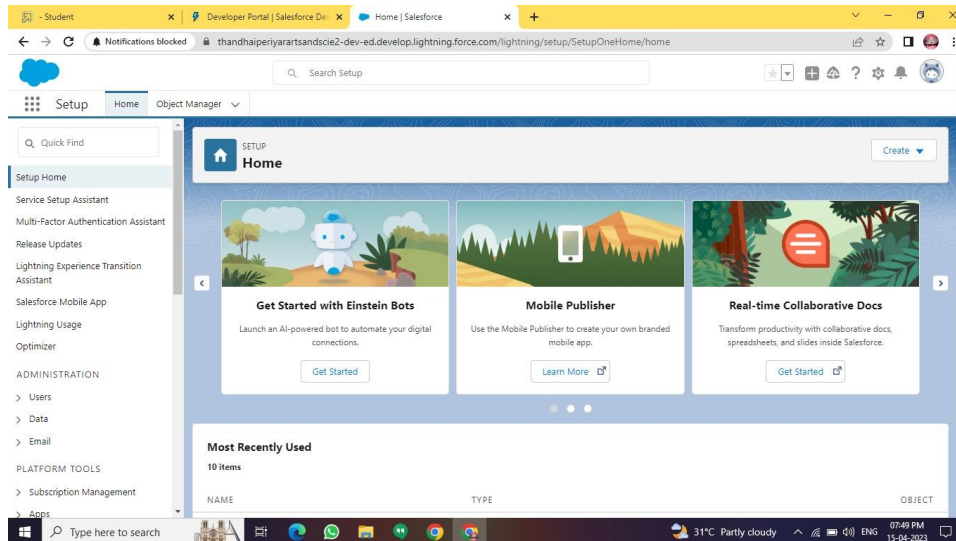 - Student
Developer Portal | Salesforce Dev
Home | Salesforce
Notifications blocked
thandhaiperiyarartsandscie2-dev-ed.develop.lightning.force.com/lightning/setup/SetupOneHome/home
Search Setup
Setup
Home
Object Manager
Quick Find
Setup Home
Service Setup Assistant
Multi-Factor Authentication Assistant
Release Updates
Lightning Experience Transition
Assistant
Salesforce Mobile App
Lightning Usage
Optimizer
ADMINISTRATION
Users
Data
Email
PLATFORM TOOLS
Subscription Management
Apps
SETUP
Home
Create
Get Started with Einstein Bots
Launch an AI-powered bot to automate your digital
connections.
Get Started
Mobile Publisher
Use the Mobile Publisher to create your own branded
mobile app.
Learn More
Real-time Collaborative Docs
Transform productivity with collaborative docs,
spreadsheets, and slides inside Salesforce.
Get Started
Most Recently Used
10 items
NAME
TYPE
OBJECT
Type here to search
31°C Partly cloudy
ENG
07:49 PM
15-04-2023